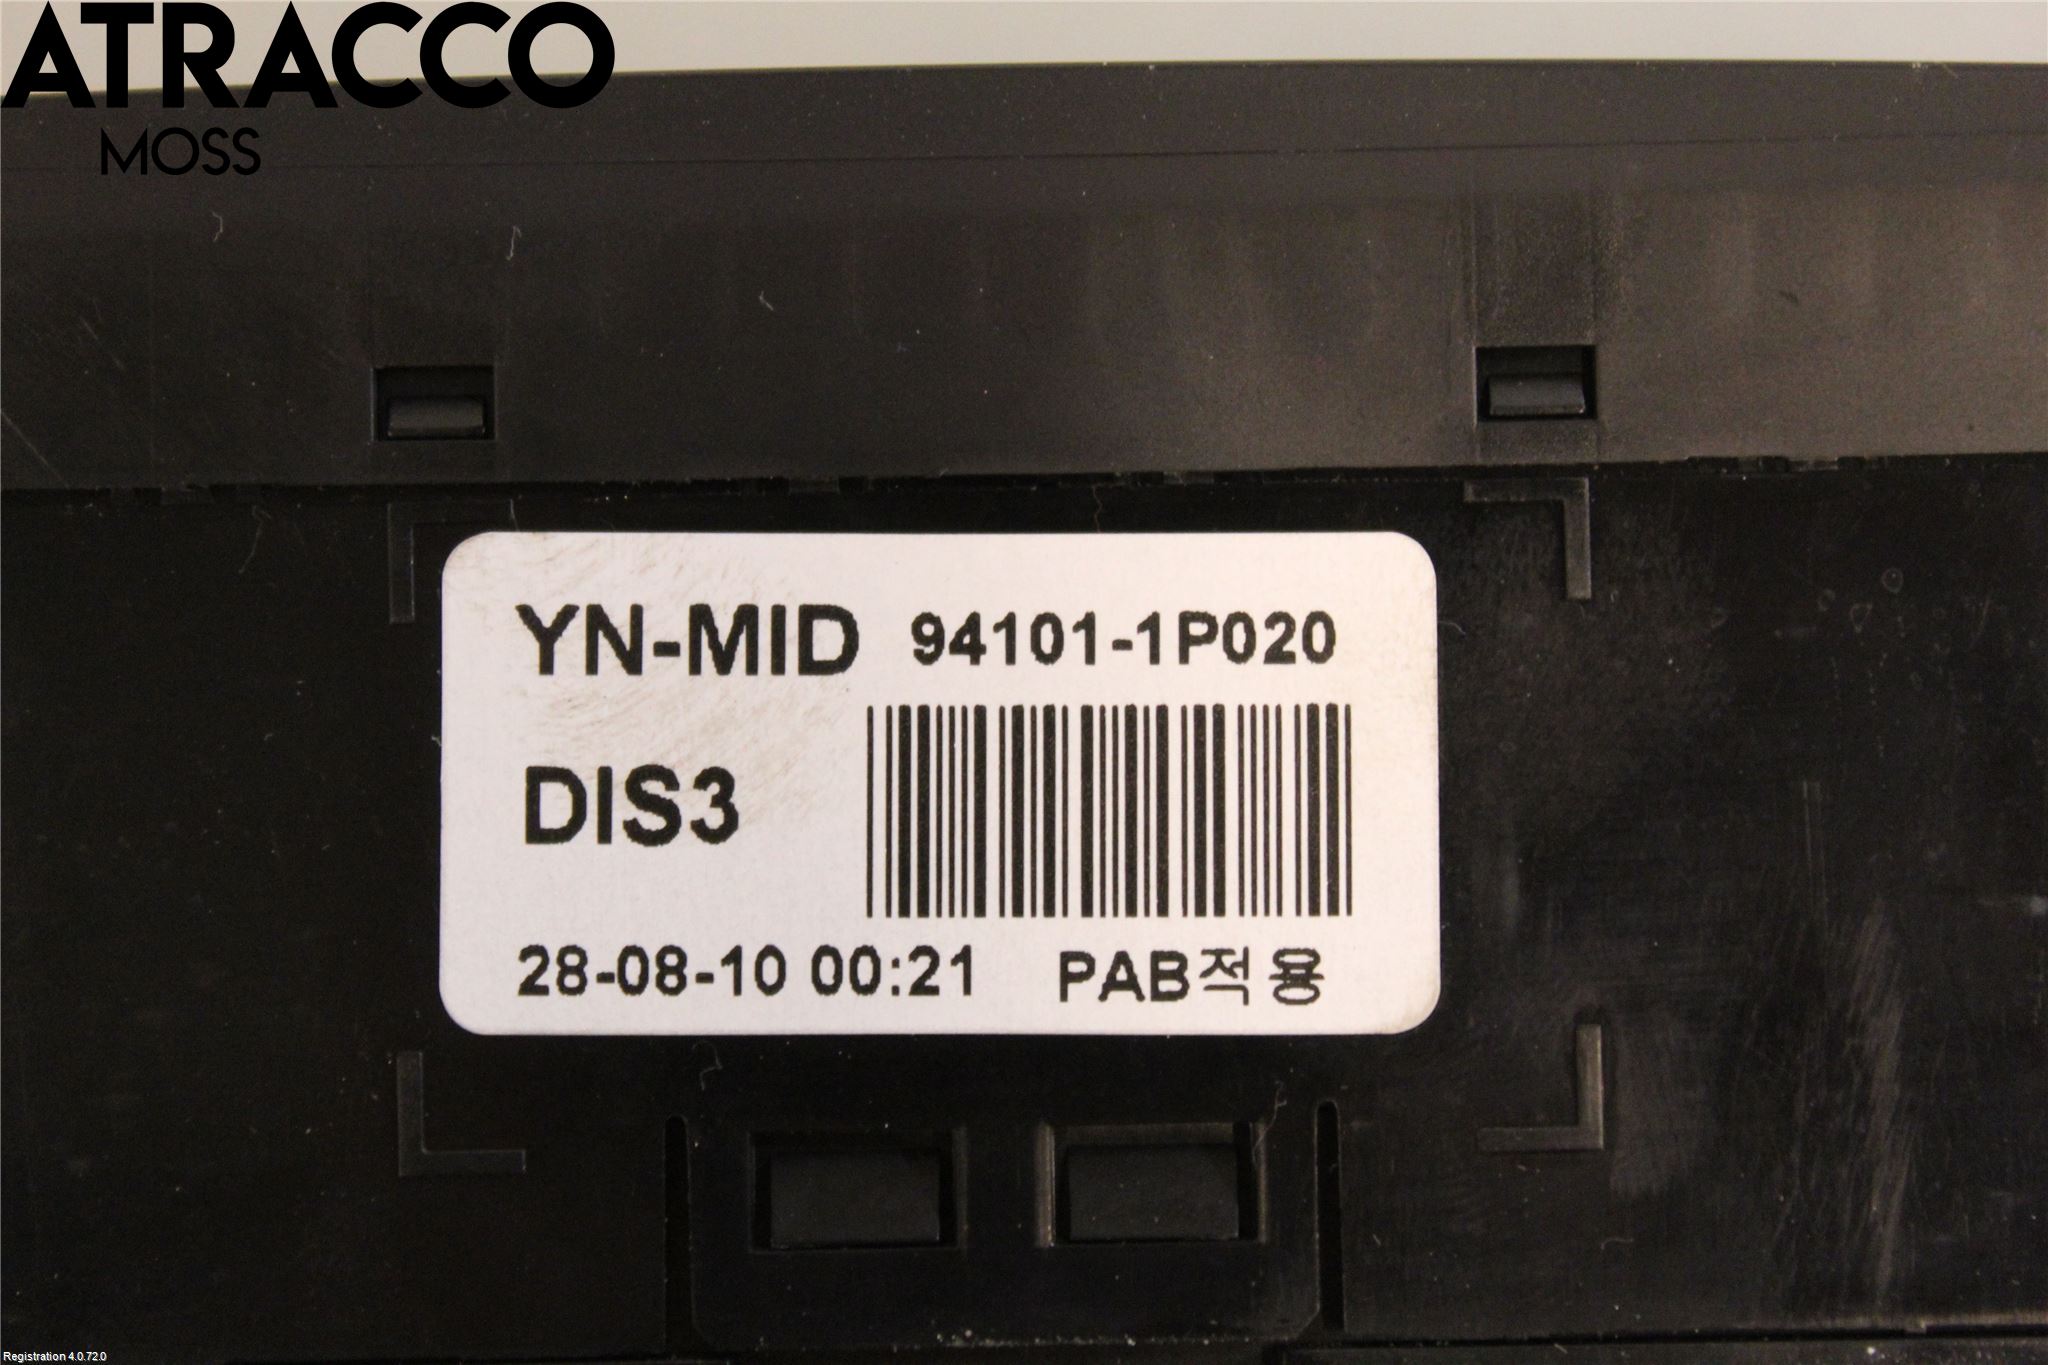 ATRACCO
MOSS
YN-MID 94101-1P020
DIS3
28-08-10 00:21 PAB적용
Registration 4.0.72.0